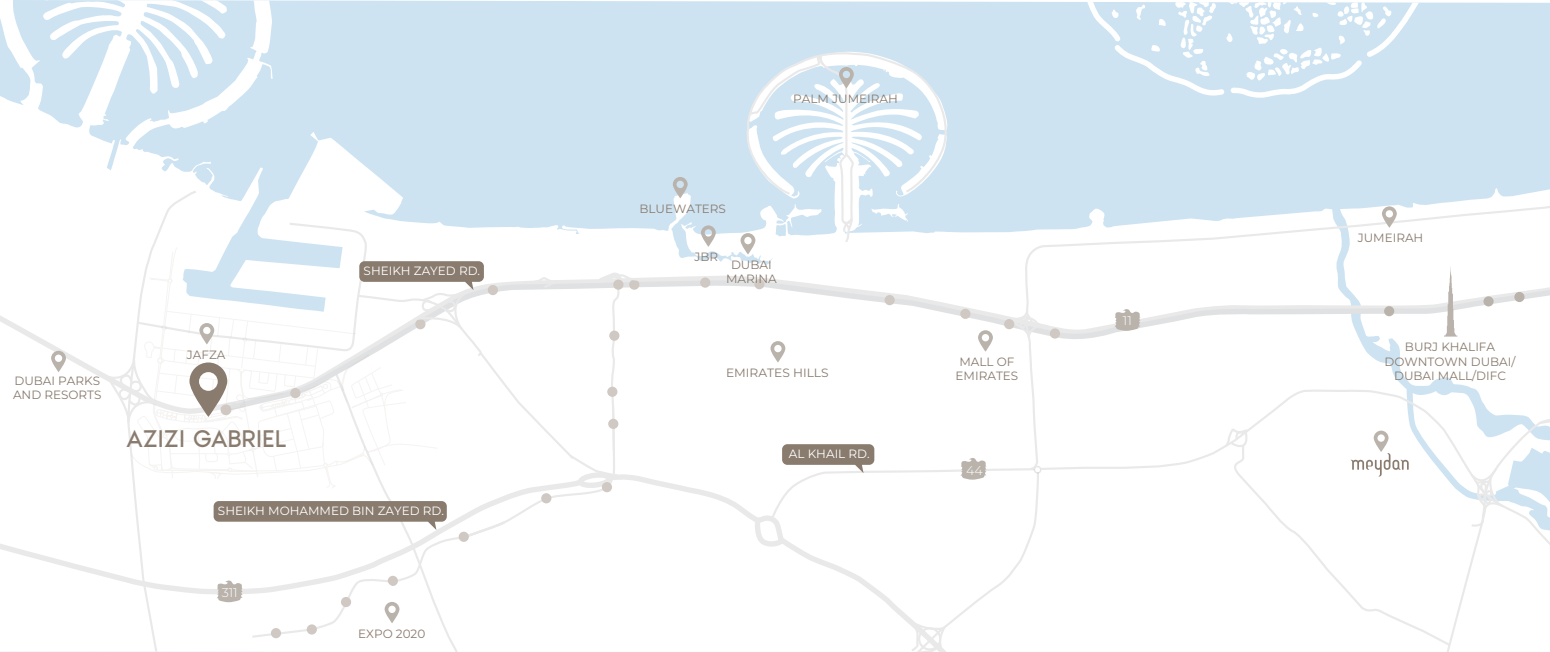 PALM JUMEIRAH
BLUEWATERS
JBR
DUBAI
MARINA
JUMEIRAH
SHEIKH ZAYED RD.
11
JAFZA
DUBAI PARKS
AND RESORTS
AZIZI GABRIEL
EMIRATES HILLS
MALL OF
EMIRATES
BURJ KHALIFA
DOWNTOWN DUBAI/
DUBAI MALL/DIFC
AL KHAIL RD.
44
meydan
SHEIKH MOHAMMED BIN ZAYED RD.
311
EXPO 2020